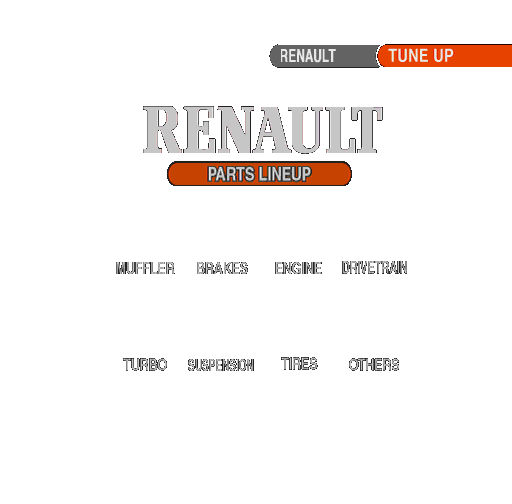 RENAULT TUNE UP
RENAULT
PARTS LINEUP
MUFFLER BRAKES ENGINE DRIVETRAIN
TURBO SUSPENSION TIRES OTHERS